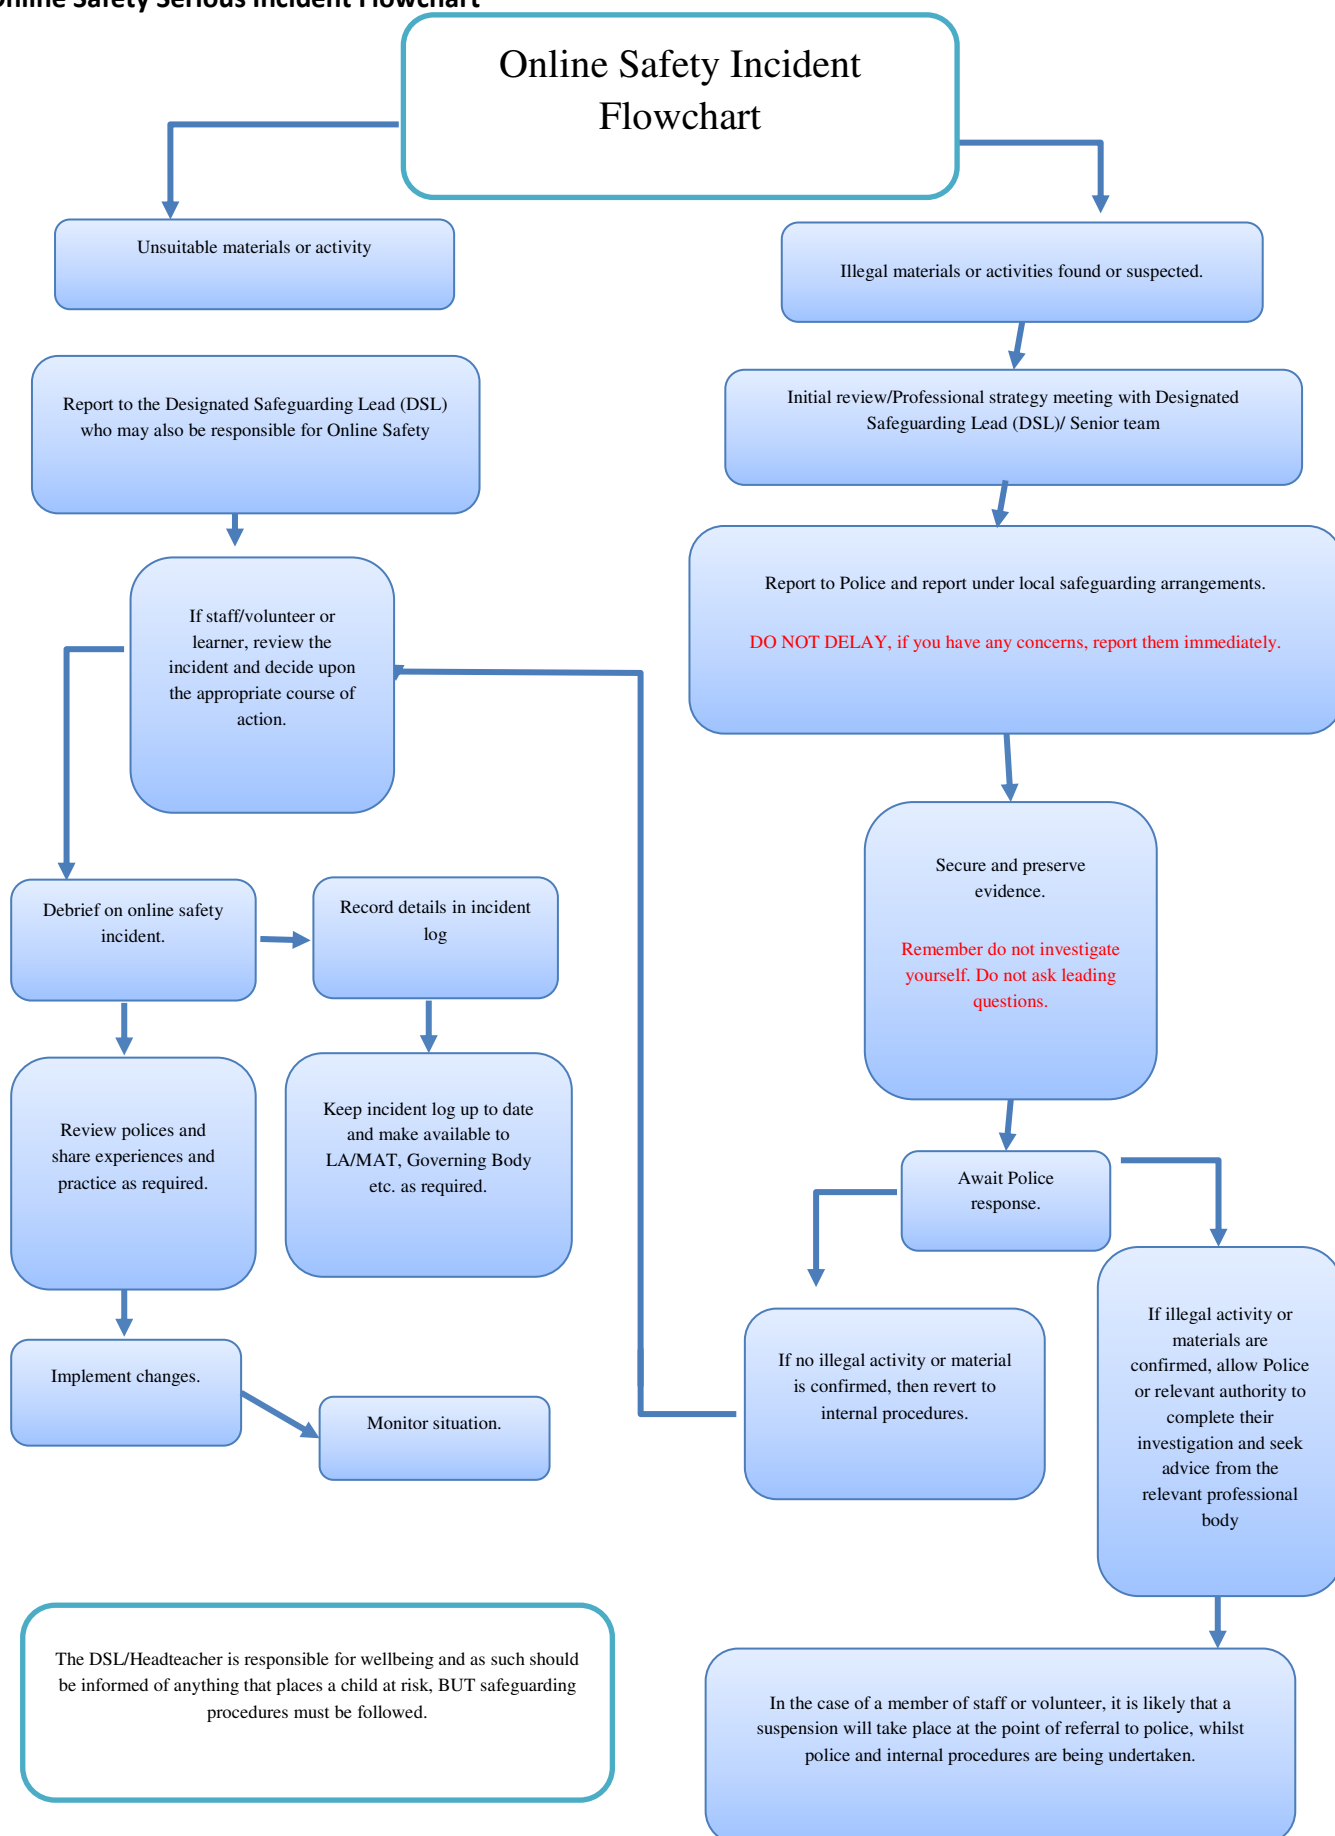 Online Safety Serious Incident Flowchart
Online Safety Incident
Flowchart
Unsuitable materials or activity
Illegal materials or activities found or suspected.
Report to the Designated Safeguarding Lead (DSL)
who may also be responsible for Online Safety
Initial review/Professional strategy meeting with Designated
Safeguarding Lead (DSL)/ Senior team
Report to Police and report under local safeguarding arrangements.
DO NOT DELAY, if you have any concerns, report them immediately.
If staff/volunteer or
learner, review the
incident and decide upon
the appropriate course of
action.
Secure and preserve
evidence.
Remember do not investigate
yourself. Do not ask leading
questions.
Debrief on online safety
incident.
Record details in incident
log
Review polices and
share experiences and
practice as required.
Keep incident log up to date
and make available to
LA/MAT, Governing Body
etc. as required.
Await Police
response.
Implement changes.
Monitor situation.
If no illegal activity or material
is confirmed, then revert to
internal procedures.
If illegal activity or
materials are
confirmed, allow Police
or relevant authority to
complete their
investigation and seek
advice from the
relevant professional
body
The DSL/Headteacher is responsible for wellbeing and as such should
be informed of anything that places a child at risk, BUT safeguarding
procedures must be followed.
In the case of a member of staff or volunteer, it is likely that a
suspension will take place at the point of referral to police, whilst
police and internal procedures are being undertaken.